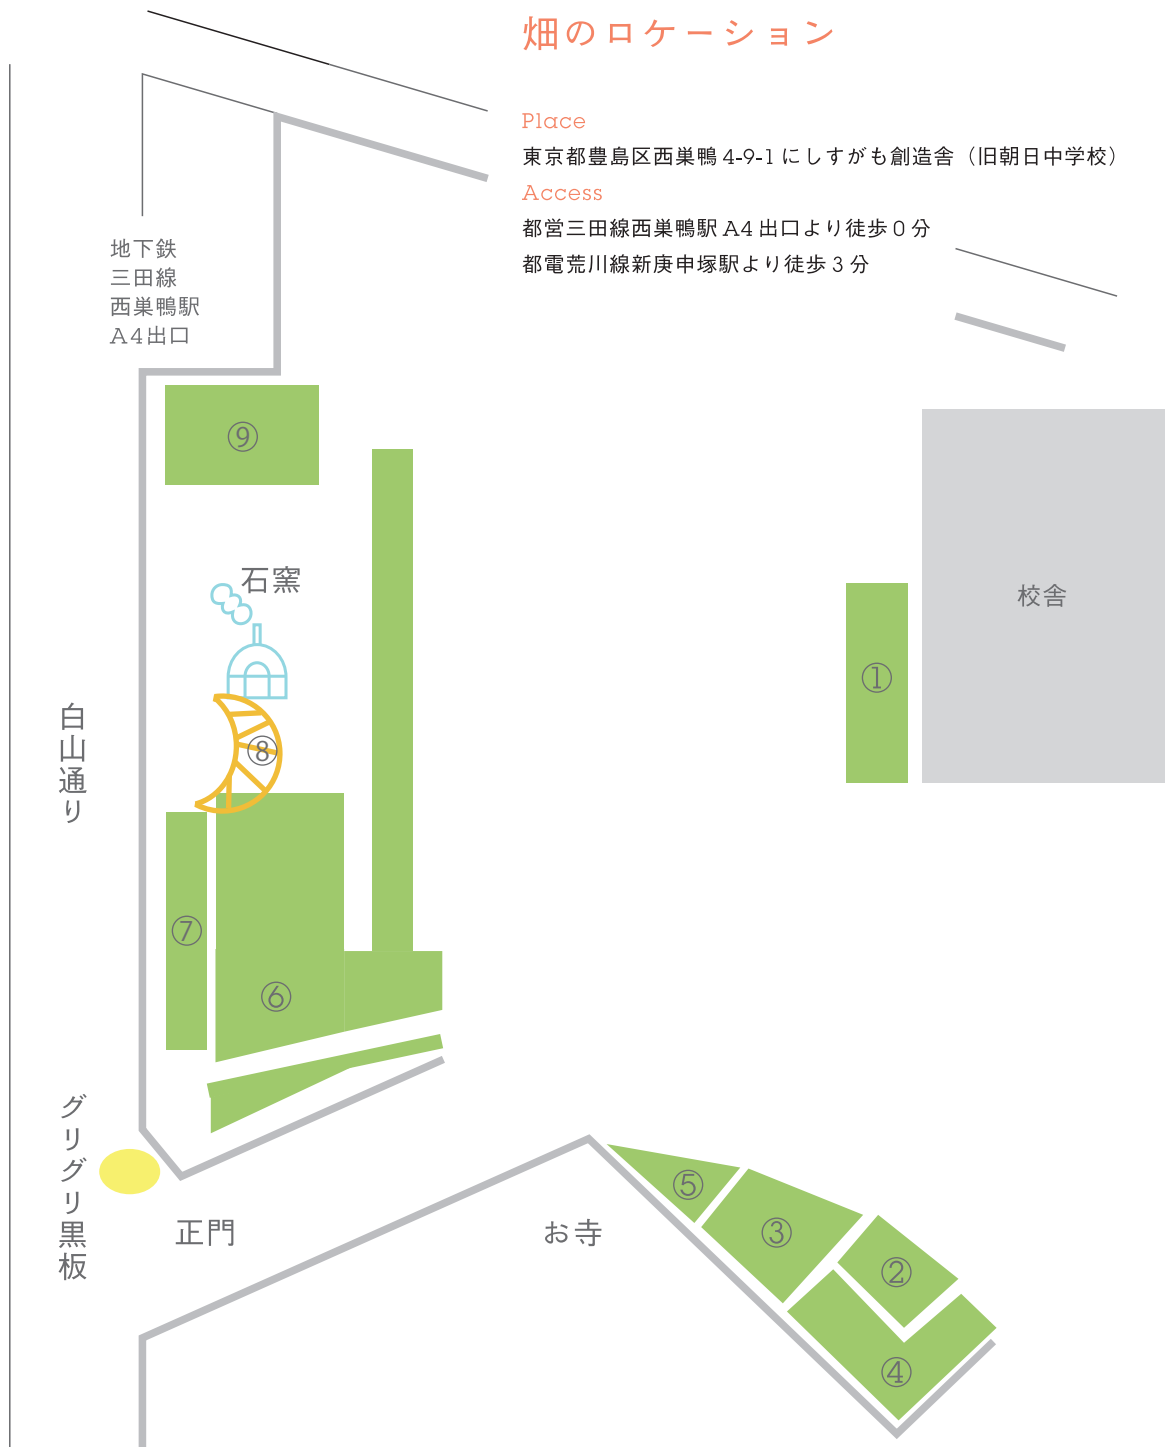 畑のロケーション
Place
東京都豊島区西巣鴨 4-9-1 にしすがも創造舎（旧朝日中学校）
Access
都営三田線西巣鴨駅 A4 出口より徒歩 0 分
都電荒川線新庚申塚駅より徒歩 3 分
地下鉄
三田線
西巣鴨駅
A4出口
⑨
石窯
校舎
①
白山通り
⑧
⑦
⑥
グリグリ黒板
正門
お寺
⑤
③
②
④